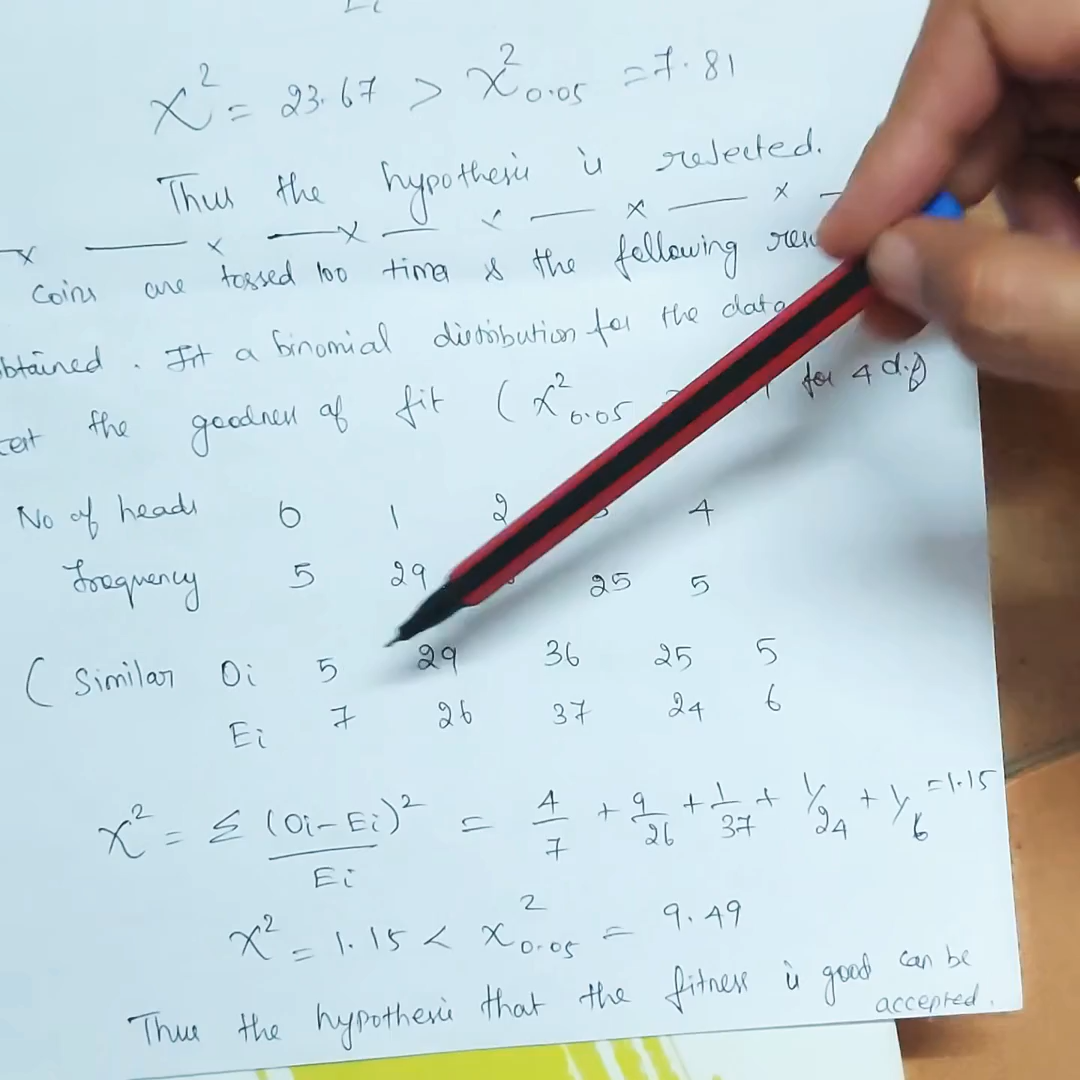 χ² = 23.67 > χ²0.05 = 7.81
Thus the hypothesis is rejected.
Coins are tossed 100 times & the following
obtained. Fit a binomial distribution for the data
test the goodness of fit (χ²0.05 for 4 d.f)
No of heads 0 1 2 3 4
Frequency 5 29 25 5
(Similar Oi 5 29 36 25 5
Ei 7 26 37 24 6
χ² = Σ (Oi-Ei)²/Ei = 4/7 + 9/26 + 1/37 + 1/24 + 1/6 = 1.15
χ² = 1.15 < χ²0.05 = 9.49
Thus the hypothesis that the fitness is good can be
accepted.